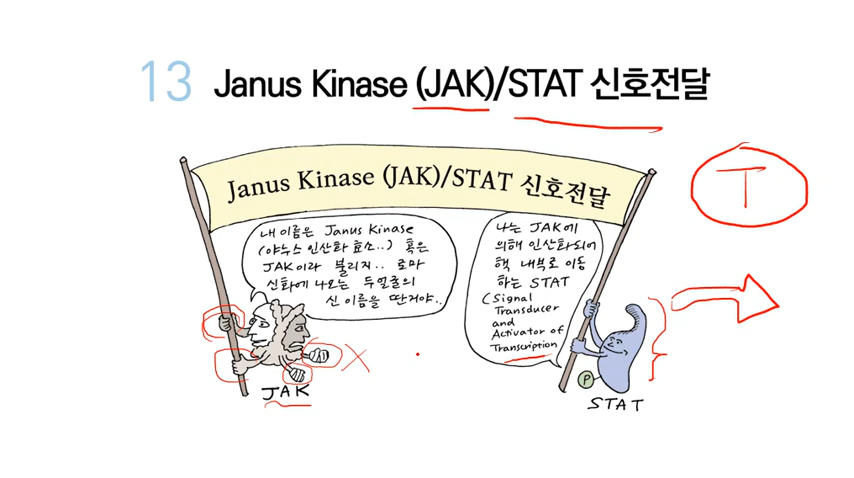 13 Janus Kinase (JAK)/STAT 신호전달
Janus Kinase (JAK)/STAT 신호전달
내 이름은 Janus Kinase
(야누스 인산화 효소..) 혹은
JAK이라 불리지.. 로마
신화에 나오는 두얼굴의
신 이름을 딴거야..
나는 JAK에
의해 인산화되어
핵 내부로 이동
하는 STAT
(Signal
Transducer
and
Activator of
Transcription
T
P
JAK
STAT